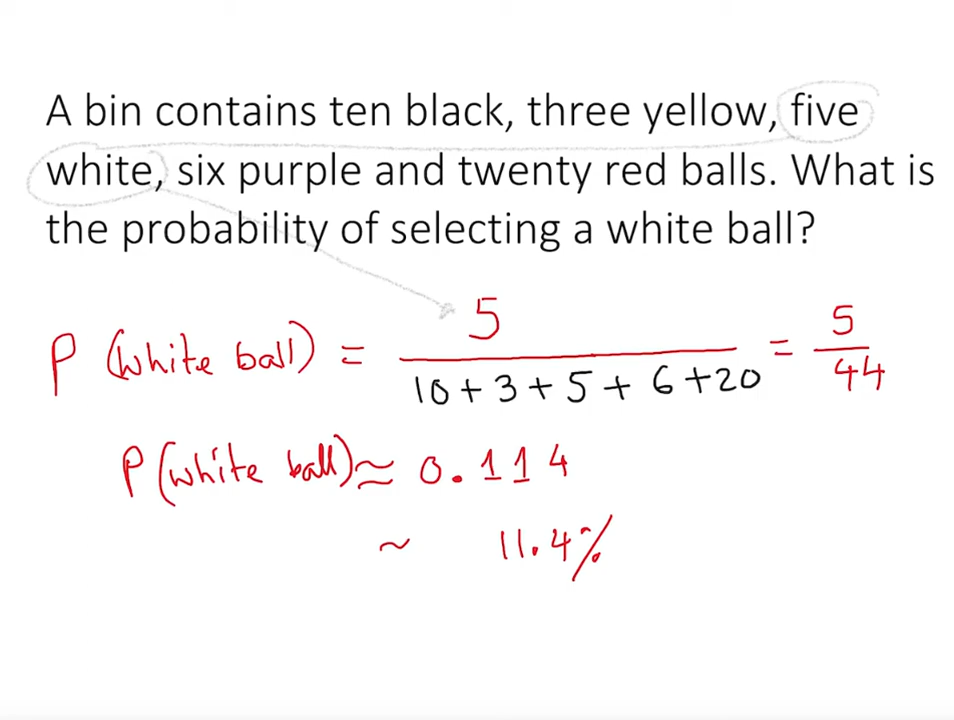 A bin contains ten black, three yellow, five
white, six purple and twenty red balls. What is
the probability of selecting a white ball?
P (white ball) = 5 / 10 + 3 + 5 + 6 + 20 = 5 / 44
P (white ball) ≈ 0.114
~ 11.4%